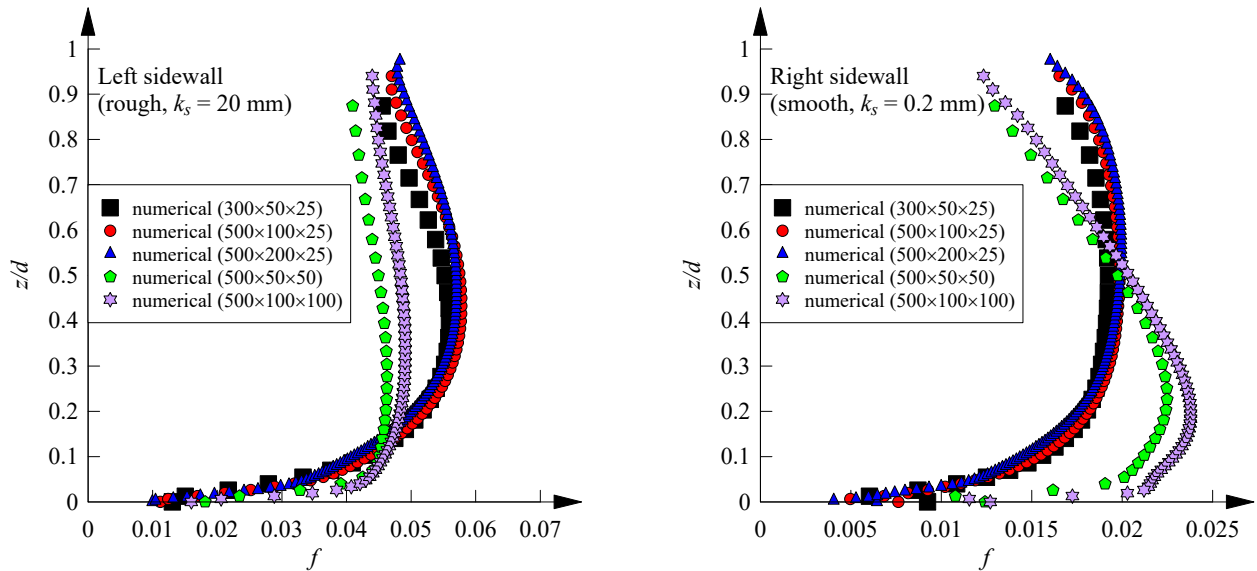 1
Left sidewall
(rough, ks = 20 mm)
0.9
0.8
0.7
numerical (300×50×25)
numerical (500×100×25)
numerical (500×200×25)
numerical (500×50×50)
numerical (500×100×100)
0.6
0.5
0.4
0.3
0.2
0.1
0
z/d
0 0.01 0.02 0.03 0.04 0.05 0.06 0.07
f
1
Right sidewall
(smooth, ks = 0.2 mm)
0.9
0.8
0.7
numerical (300×50×25)
numerical (500×100×25)
numerical (500×200×25)
numerical (500×50×50)
numerical (500×100×100)
0.6
0.5
0.4
0.3
0.2
0.1
0
z/d
0 0.005 0.01 0.015 0.02 0.025
f